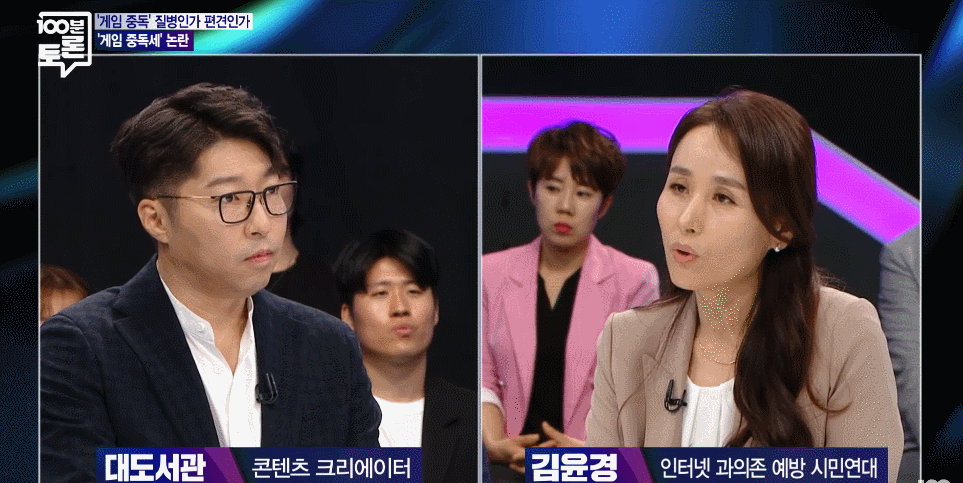 100분
토론
'게임 중독' 질병인가 편견인가
'게임 중독세' 논란
대도서관 콘텐츠 크리에이터
김윤경 인터넷 과의존 예방 시민연대
100